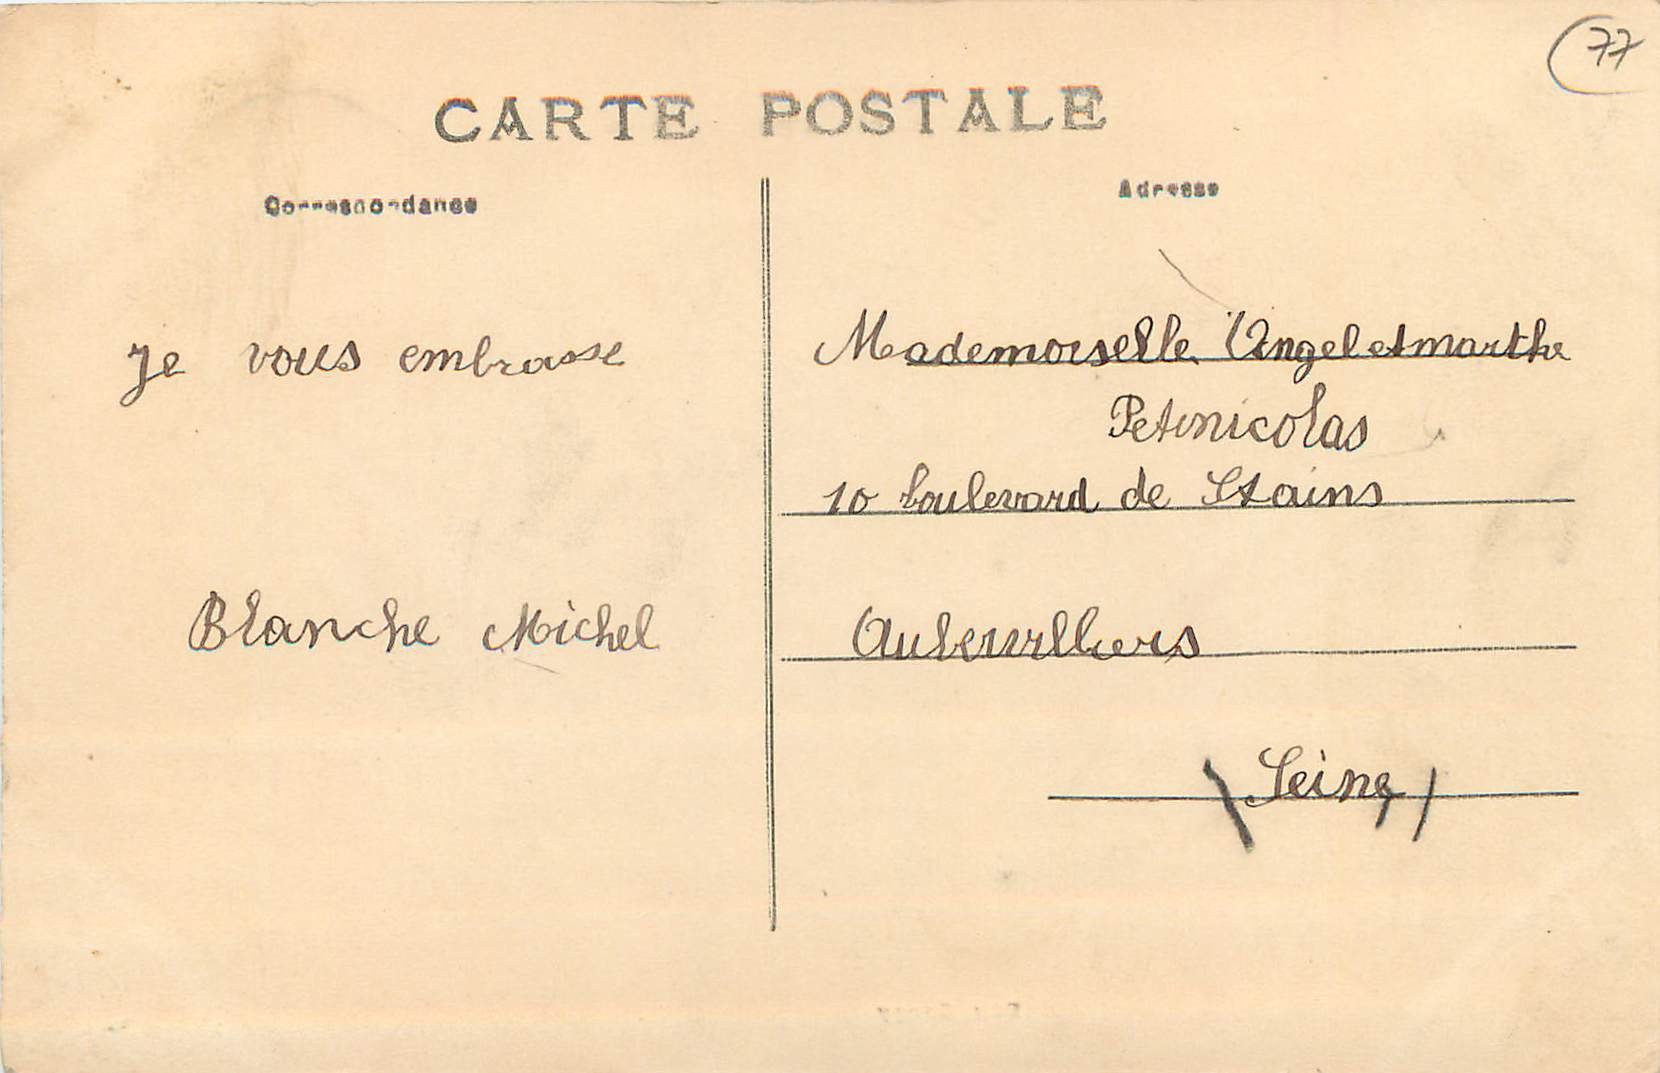 77
CARTE POSTALE
Correspondance
Adresse
Je vous embrasse
Blanche Michel
Mademoiselle Angel et marthe
Petinicolas
10 boulevard de Stains
Aubervilliers
(Seine)